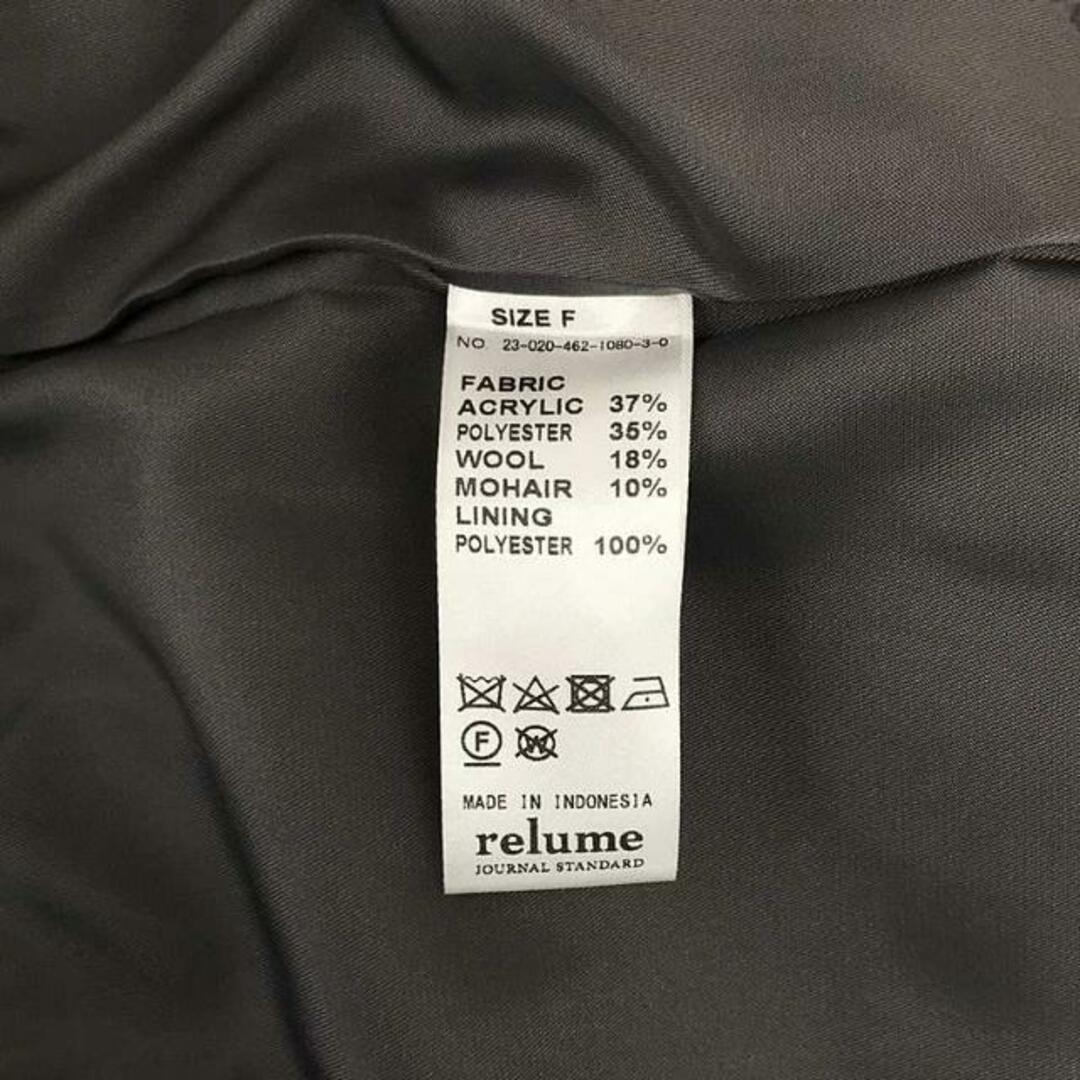 SIZE F
NO. 23-020-462-1080-3-0
FABRIC
ACRYLIC 37%
POLYESTER 35%
WOOL 18%
MOHAIR 10%
LINING
POLYESTER 100%
F W
MADE IN INDONESIA
relume
JOURNAL STANDARD